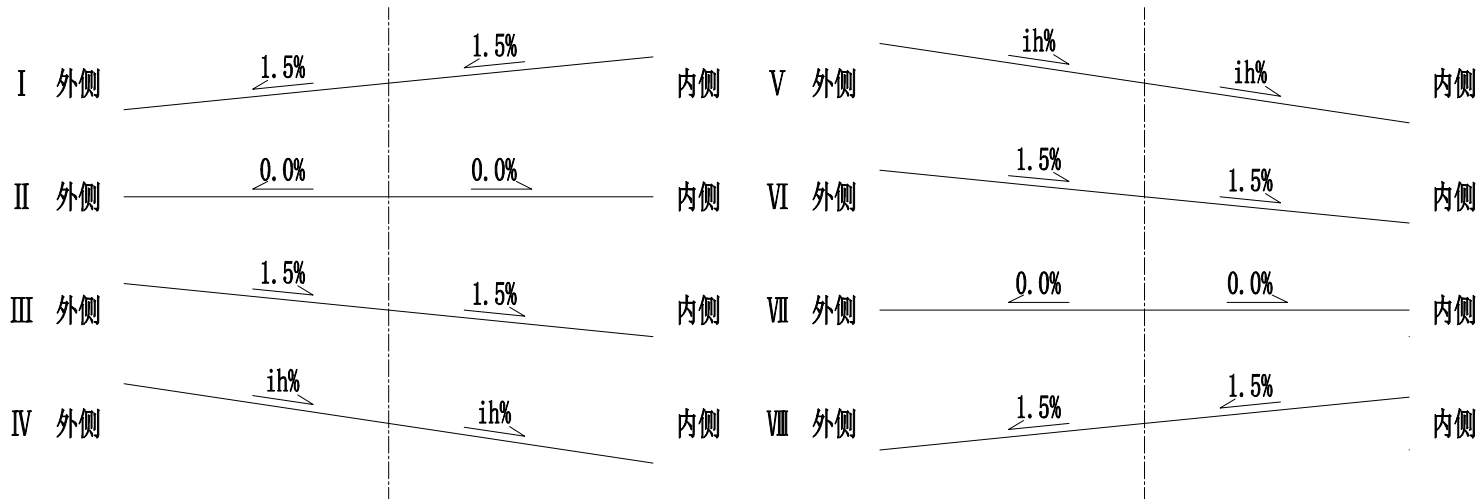 1.5%
1.5%
Ⅰ 外侧 内侧
0.0% 0.0%
Ⅱ 外侧 内侧
1.5%
1.5%
Ⅲ 外侧 内侧
ih%
ih%
Ⅳ 外侧 内侧
ih%
ih%
Ⅴ 外侧 内侧
1.5%
1.5%
Ⅵ 外侧 内侧
0.0% 0.0%
Ⅶ 外侧 内侧
1.5%
1.5%
Ⅷ 外侧 内侧